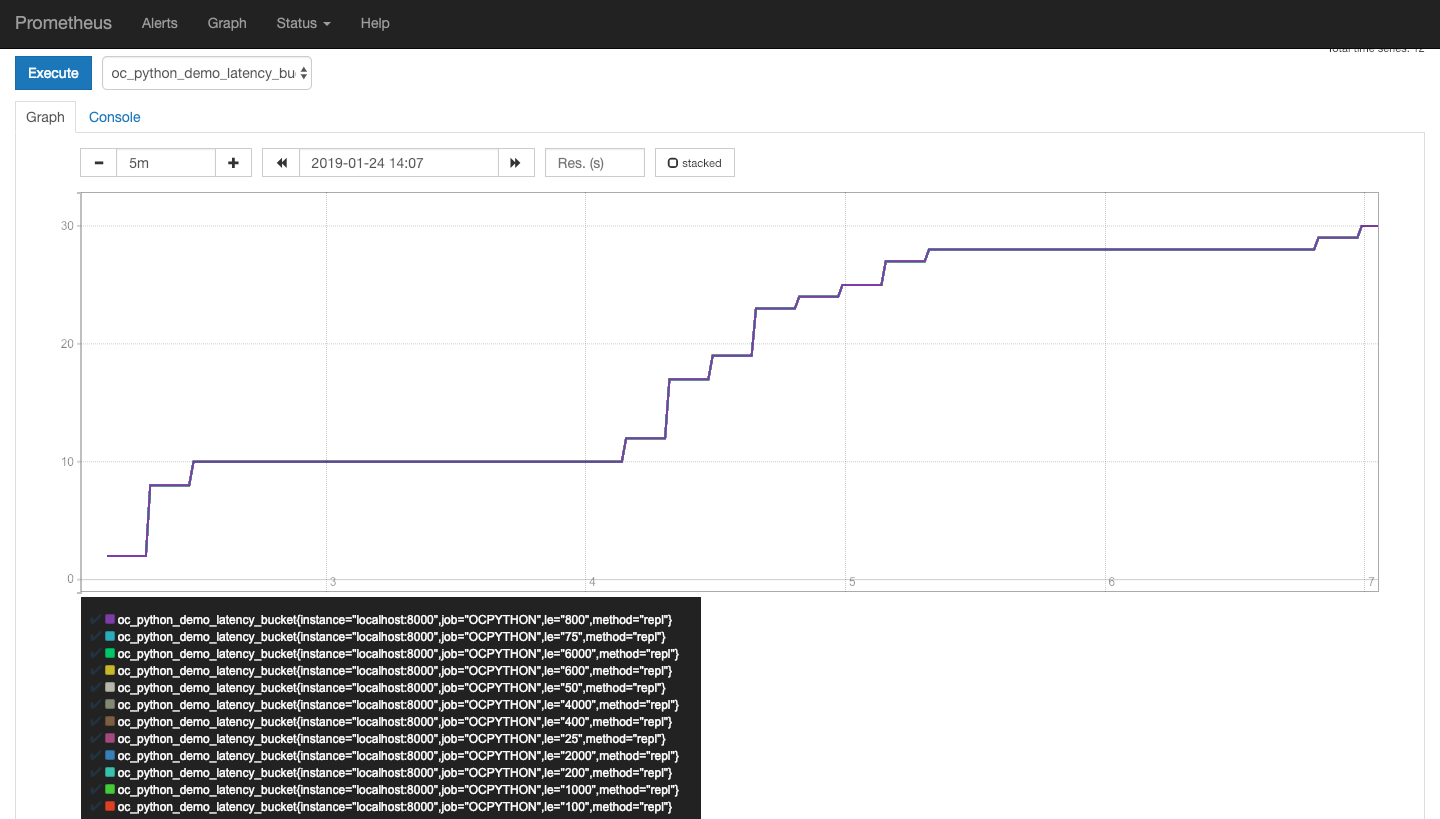 Prometheus Alerts Graph Status Help
Total time series: 12
Execute oc_python_demo_latency_bu
Graph Console
5m 2019-01-24 14:07 Res. (s) stacked
30
20
10
0
3 4 5 6 7
oc_python_demo_latency_bucket{instance="localhost:8000",job="OCPYTHON",le="800",method="repl"}
oc_python_demo_latency_bucket{instance="localhost:8000",job="OCPYTHON",le="75",method="repl"}
oc_python_demo_latency_bucket{instance="localhost:8000",job="OCPYTHON",le="6000",method="repl"}
oc_python_demo_latency_bucket{instance="localhost:8000",job="OCPYTHON",le="600",method="repl"}
oc_python_demo_latency_bucket{instance="localhost:8000",job="OCPYTHON",le="50",method="repl"}
oc_python_demo_latency_bucket{instance="localhost:8000",job="OCPYTHON",le="4000",method="repl"}
oc_python_demo_latency_bucket{instance="localhost:8000",job="OCPYTHON",le="400",method="repl"}
oc_python_demo_latency_bucket{instance="localhost:8000",job="OCPYTHON",le="25",method="repl"}
oc_python_demo_latency_bucket{instance="localhost:8000",job="OCPYTHON",le="2000",method="repl"}
oc_python_demo_latency_bucket{instance="localhost:8000",job="OCPYTHON",le="200",method="repl"}
oc_python_demo_latency_bucket{instance="localhost:8000",job="OCPYTHON",le="1000",method="repl"}
oc_python_demo_latency_bucket{instance="localhost:8000",job="OCPYTHON",le="100",method="repl"}